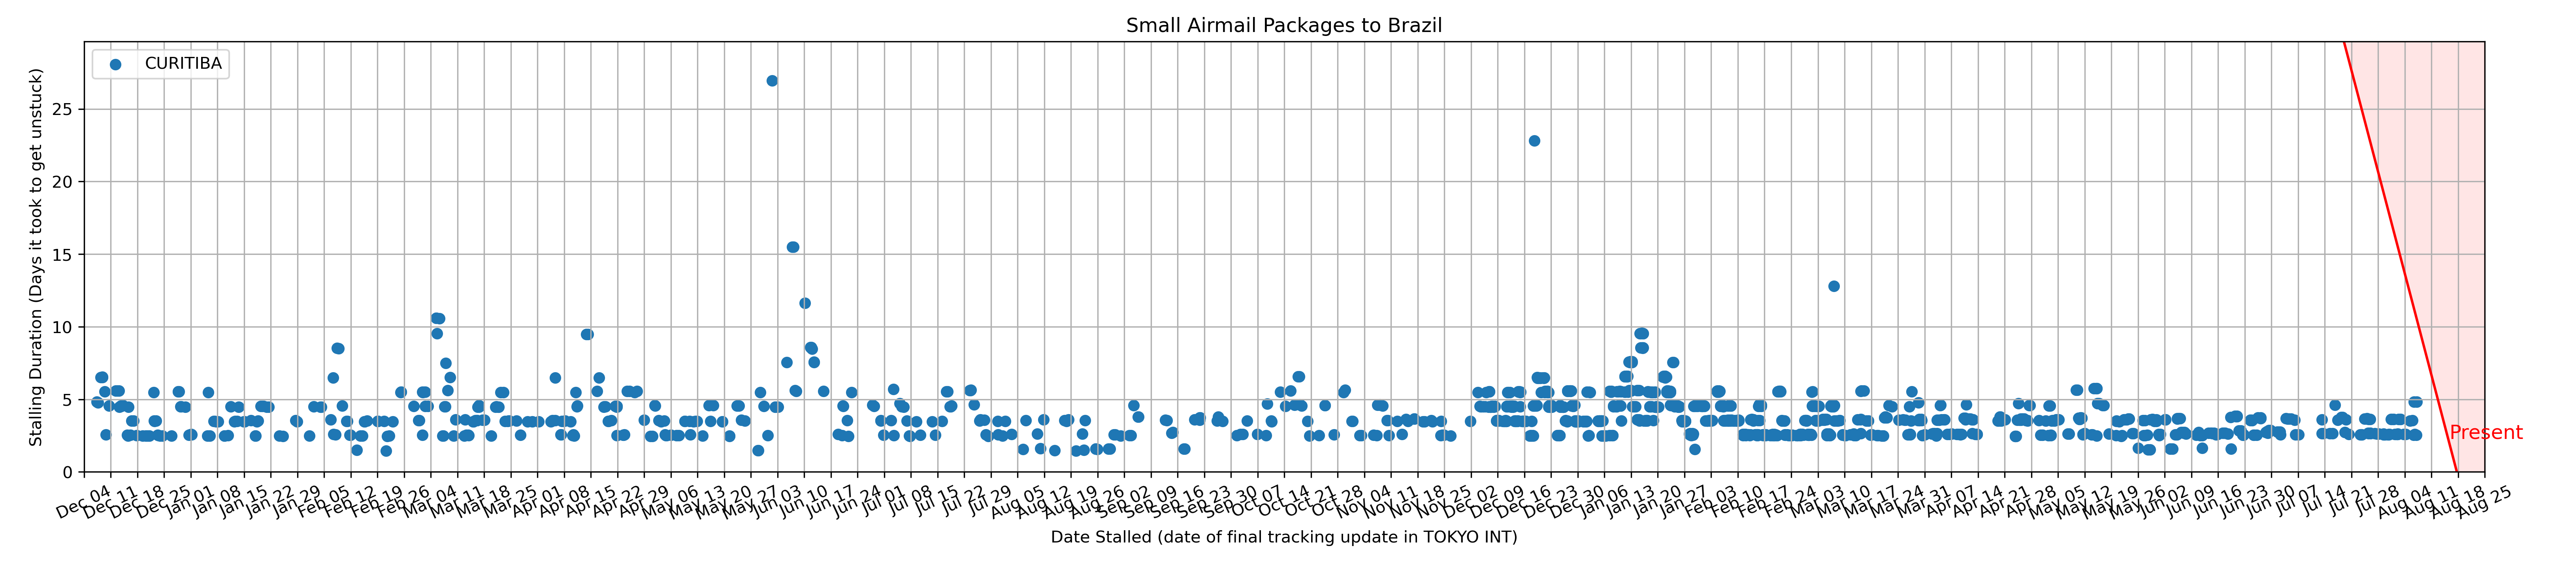 Small Airmail Packages to Brazil
CURITIBA
Stalling Duration (Days it took to get unstuck)
25
20
15
10
5
0
Present
Dec 04
Dec 11
Dec 18
Dec 25
Jan 01
Jan 08
Jan 15
Jan 22
Jan 29
Feb 05
Feb 12
Feb 19
Feb 26
Mar 04
Mar 11
Mar 18
Mar 25
Apr 01
Apr 08
Apr 15
Apr 22
Apr 29
May 06
May 13
May 20
May 27
Jun 03
Jun 10
Jun 17
Jun 24
Jul 01
Jul 08
Jul 15
Jul 22
Jul 29
Aug 05
Aug 12
Aug 19
Aug 26
Sep 02
Sep 09
Sep 16
Sep 23
Sep 30
Oct 07
Oct 14
Oct 21
Oct 28
Nov 04
Nov 11
Nov 18
Nov 25
Dec 02
Dec 09
Dec 16
Dec 23
Dec 30
Jan 06
Jan 13
Jan 20
Jan 27
Feb 03
Feb 10
Feb 17
Feb 24
Mar 03
Mar 10
Mar 17
Mar 24
Mar 31
Apr 07
Apr 14
Apr 21
Apr 28
May 05
May 12
May 19
May 26
Jun 02
Jun 09
Jun 16
Jun 23
Jun 30
Jul 07
Jul 14
Jul 21
Jul 28
Aug 04
Aug 11
Aug 18
Aug 25
Date Stalled (date of final tracking update in TOKYO INT)